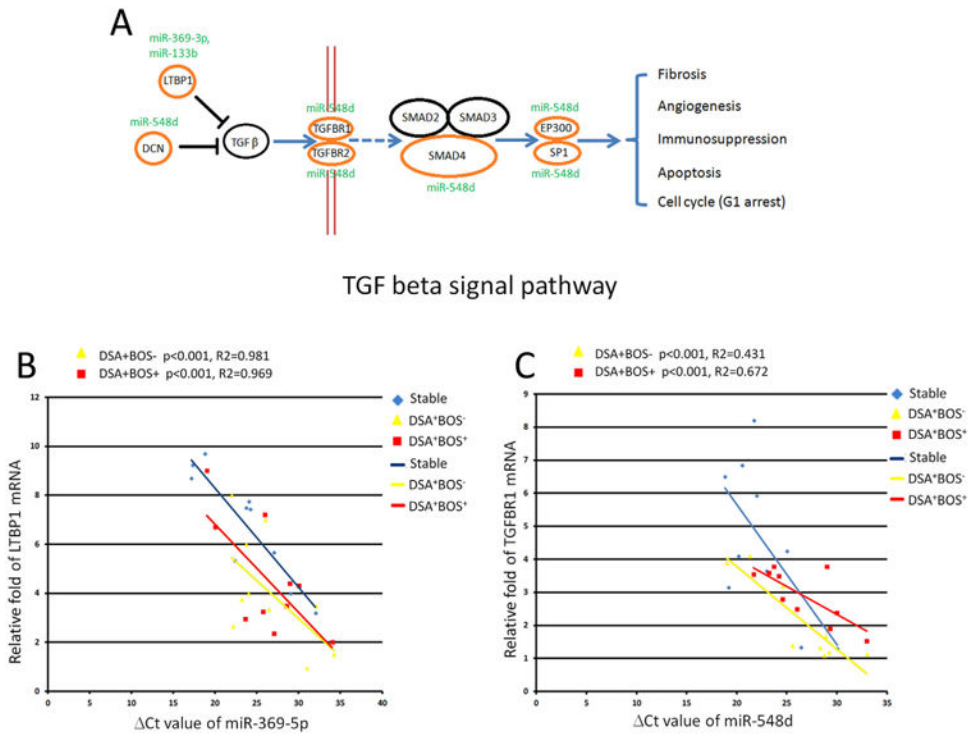 A
miR-369-3p,
miR-133b
LTBP1
miR-548d
DCN
TGF β
miR-548d
TGFBR1
TGFBR2
miR-548d
SMAD2
SMAD3
SMAD4
miR-548d
miR-548d
EP300
SP1
miR-548d
Fibrosis
Angiogenesis
Immunosuppression
Apoptosis
Cell cycle (G1 arrest)
TGF beta signal pathway
B
DSA+BOS- p<0.001, R2=0.981
DSA+BOS+ p<0.001, R2=0.969
12
10
8
6
4
2
0
0 5 10 15 20 25 30 35 40
Relative fold of LTBP1 mRNA
ΔCt value of miR-369-5p
Stable
DSA⁺BOS⁻
DSA⁺BOS⁺
Stable
DSA⁺BOS⁻
DSA⁺BOS⁺
C
DSA+BOS- p<0.001, R2=0.431
DSA+BOS+ p<0.001, R2=0.672
9
8
7
6
5
4
3
2
1
0
0 5 10 15 20 25 30 35
Relative fold of TGFBR1 mRNA
ΔCt value of miR-548d
Stable
DSA⁺BOS⁻
DSA⁺BOS⁺
Stable
DSA⁺BOS⁻
DSA⁺BOS⁺